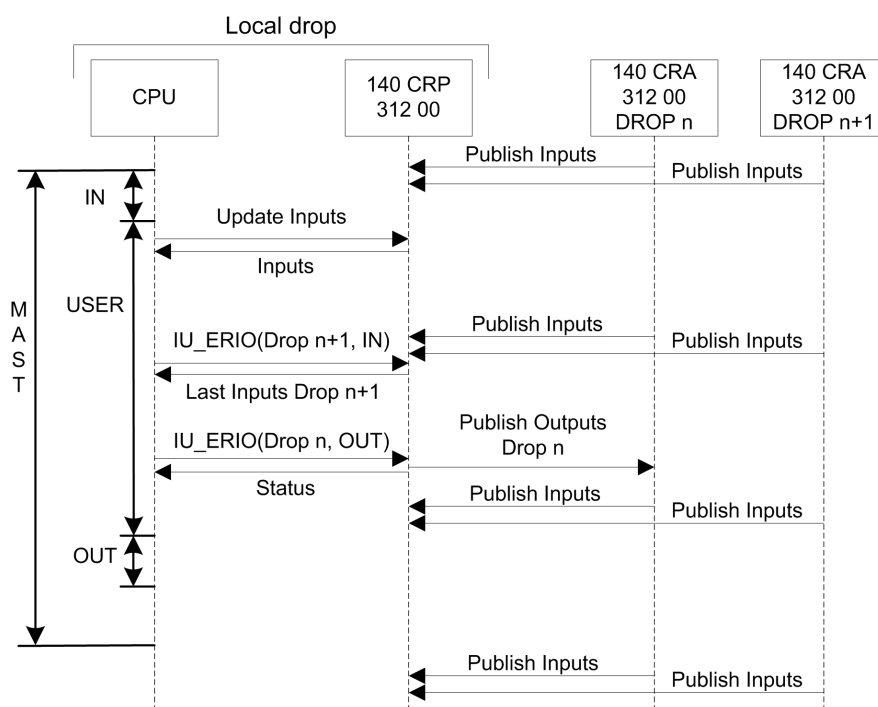 Local drop
CPU
140 CRP
312 00
140 CRA
312 00
DROP n
140 CRA
312 00
DROP n+1
Publish Inputs
Publish Inputs
IN
Update Inputs
Inputs
USER
M
A
S
T
Publish Inputs
Publish Inputs
IU_ERIO(Drop n+1, IN)
Last Inputs Drop n+1
Publish Outputs
Drop n
IU_ERIO(Drop n, OUT)
Status
Publish Inputs
Publish Inputs
OUT
Publish Inputs
Publish Inputs